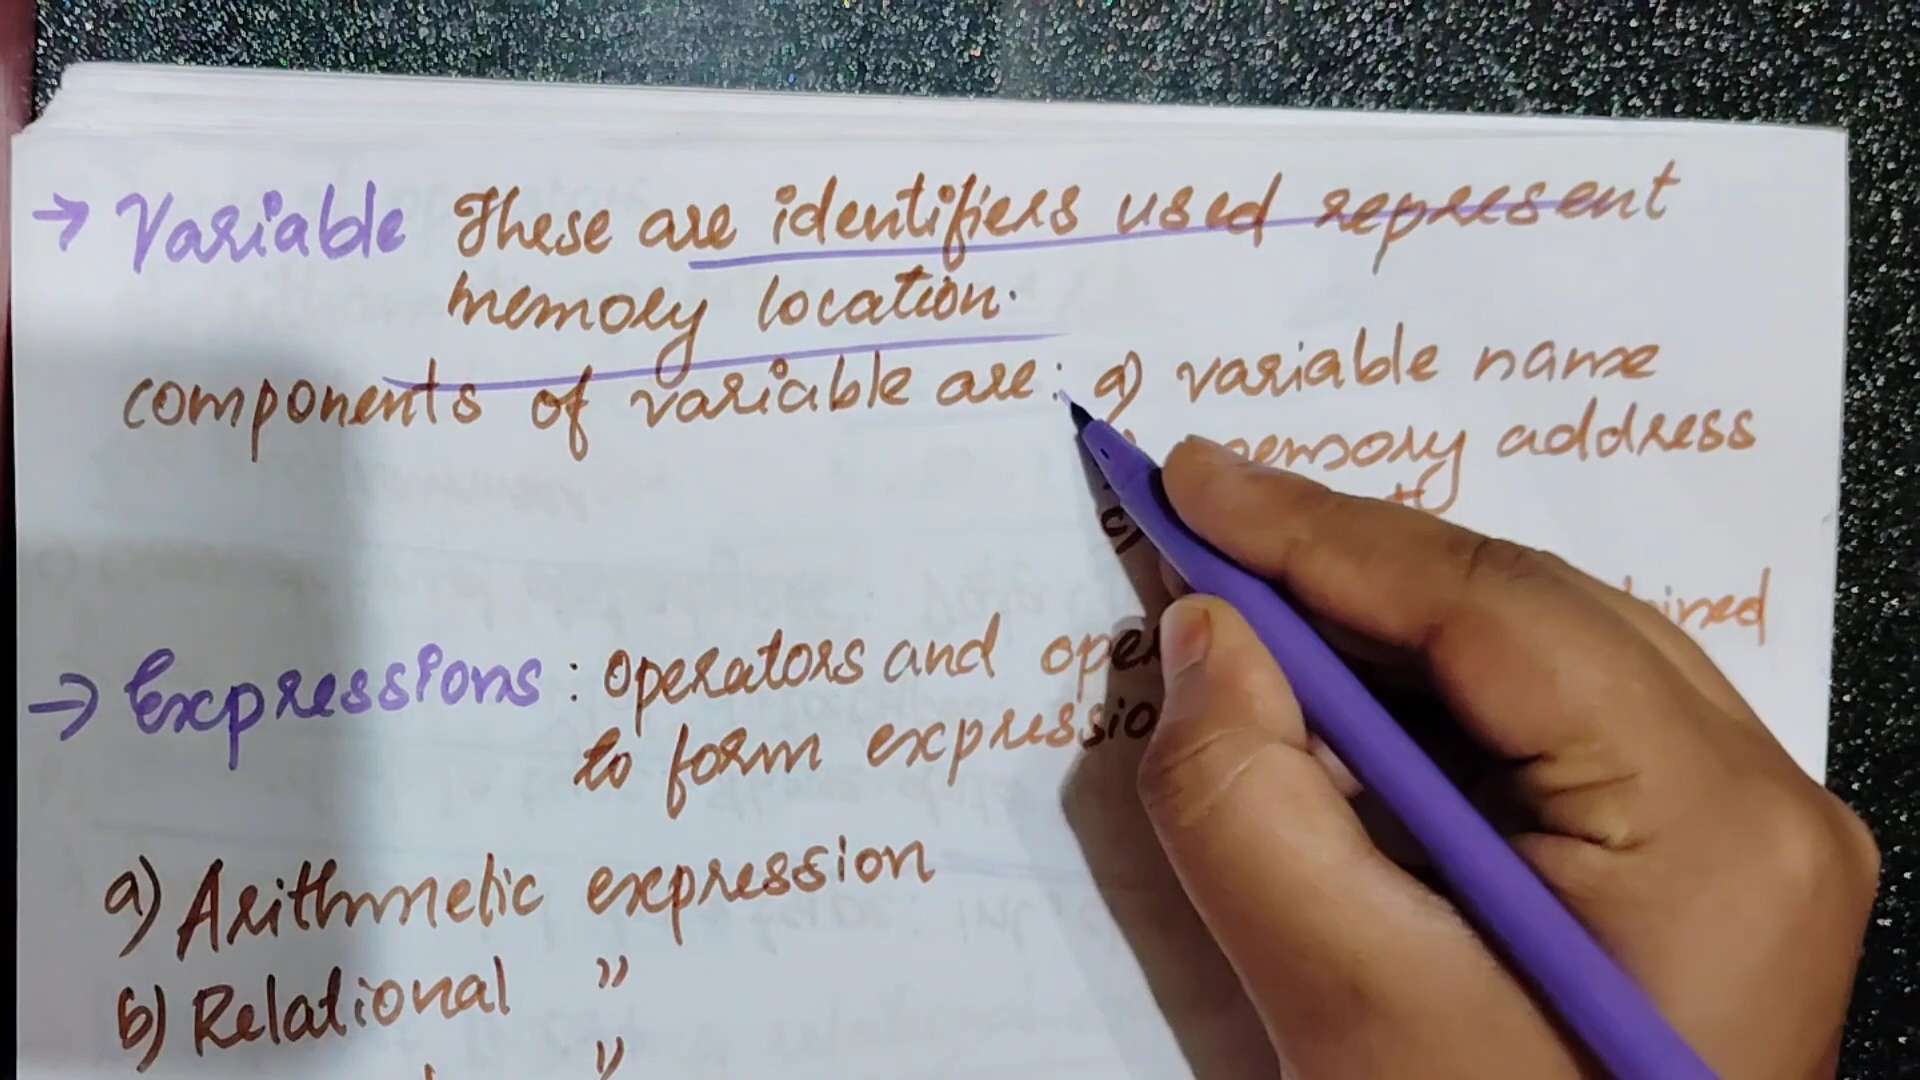 → Variable These are identifiers used represent
memory location.
components of variable are: a) variable name
memory address
c)
→ Expressions: operators and
to form
a) Arithmetic expression
b) Relational "
"